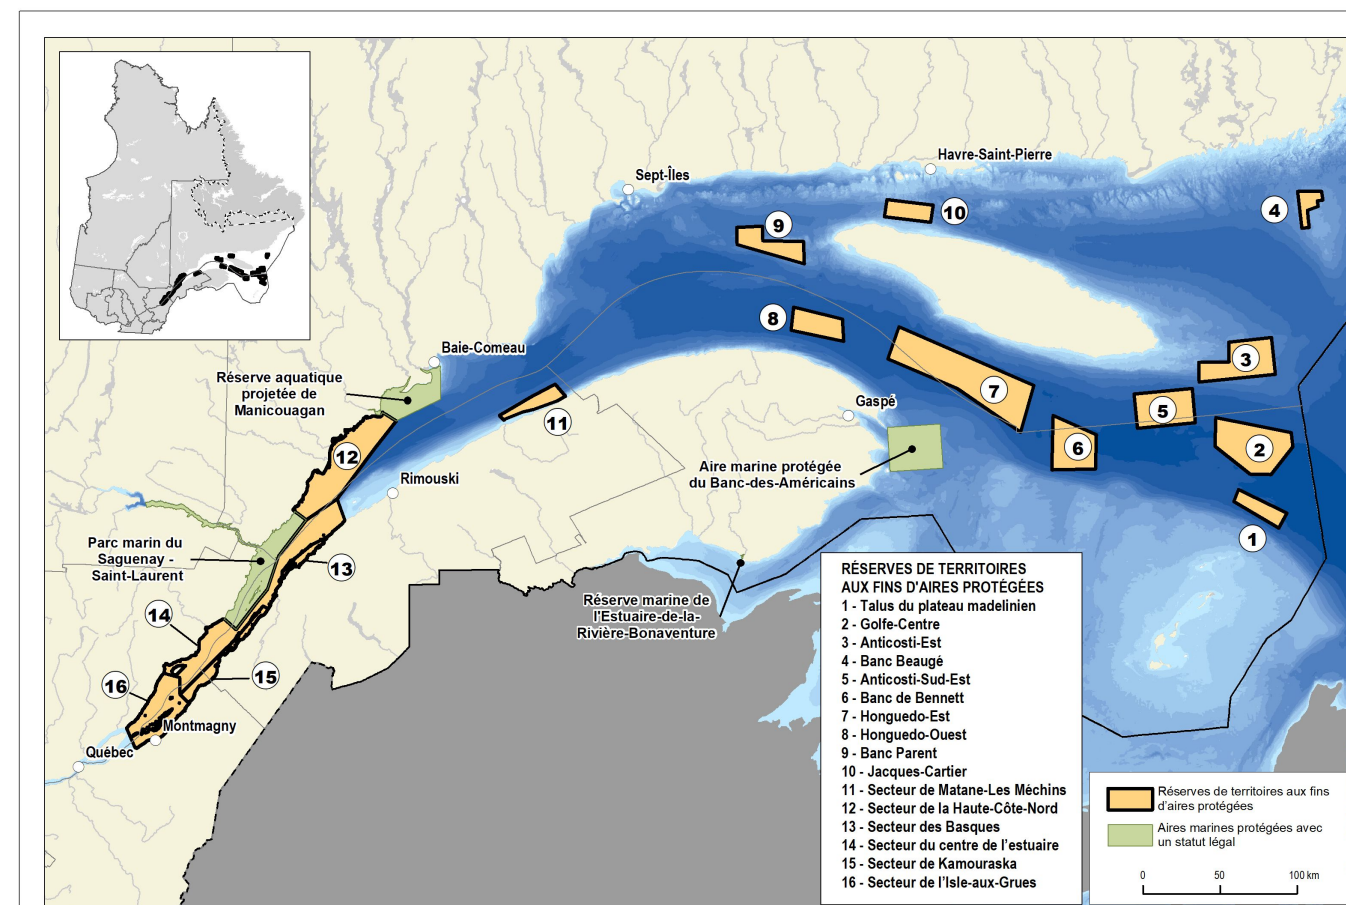 Havre-Saint-Pierre
Sept-Îles
10
4
9
8
Baie-Comeau
Réserve aquatique
projetée de
Manicouagan
3
7
Gaspé
5
11
6
2
12
Aire marine protégée
du Banc-des-Américains
Rimouski
1
Parc marin du
Saguenay -
Saint-Laurent
13
Réserve marine de
l'Estuaire-de-la-
Rivière-Bonaventure
14
15
16
Montmagny
Québec
RÉSERVES DE TERRITOIRES
AUX FINS D'AIRES PROTÉGÉES
1 - Talus du plateau madelinien
2 - Golfe-Centre
3 - Anticosti-Est
4 - Banc Beaugé
5 - Anticosti-Sud-Est
6 - Banc de Bennett
7 - Honguedo-Est
8 - Honguedo-Ouest
9 - Banc Parent
10 - Jacques-Cartier
11 - Secteur de Matane-Les Méchins
12 - Secteur de la Haute-Côte-Nord
13 - Secteur des Basques
14 - Secteur du centre de l'estuaire
15 - Secteur de Kamouraska
16 - Secteur de l'Isle-aux-Grues
Réserves de territoires aux fins
d'aires protégées
Aires marines protégées avec
un statut légal
0 50 100 km